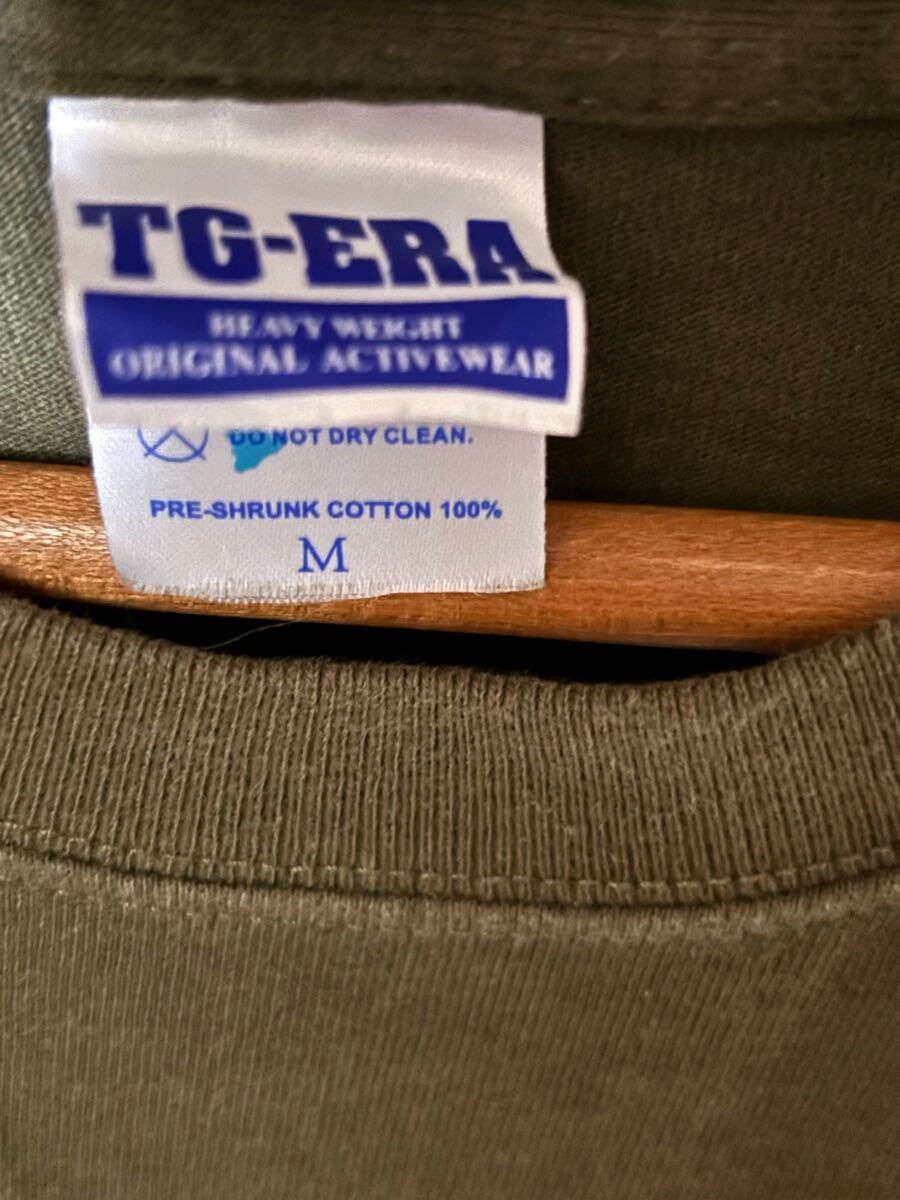 TG-ERA
HEAVY WEIGHT
ORIGINAL ACTIVEWEAR
DO NOT DRY CLEAN.
PRE-SHRUNK COTTON 100%
M